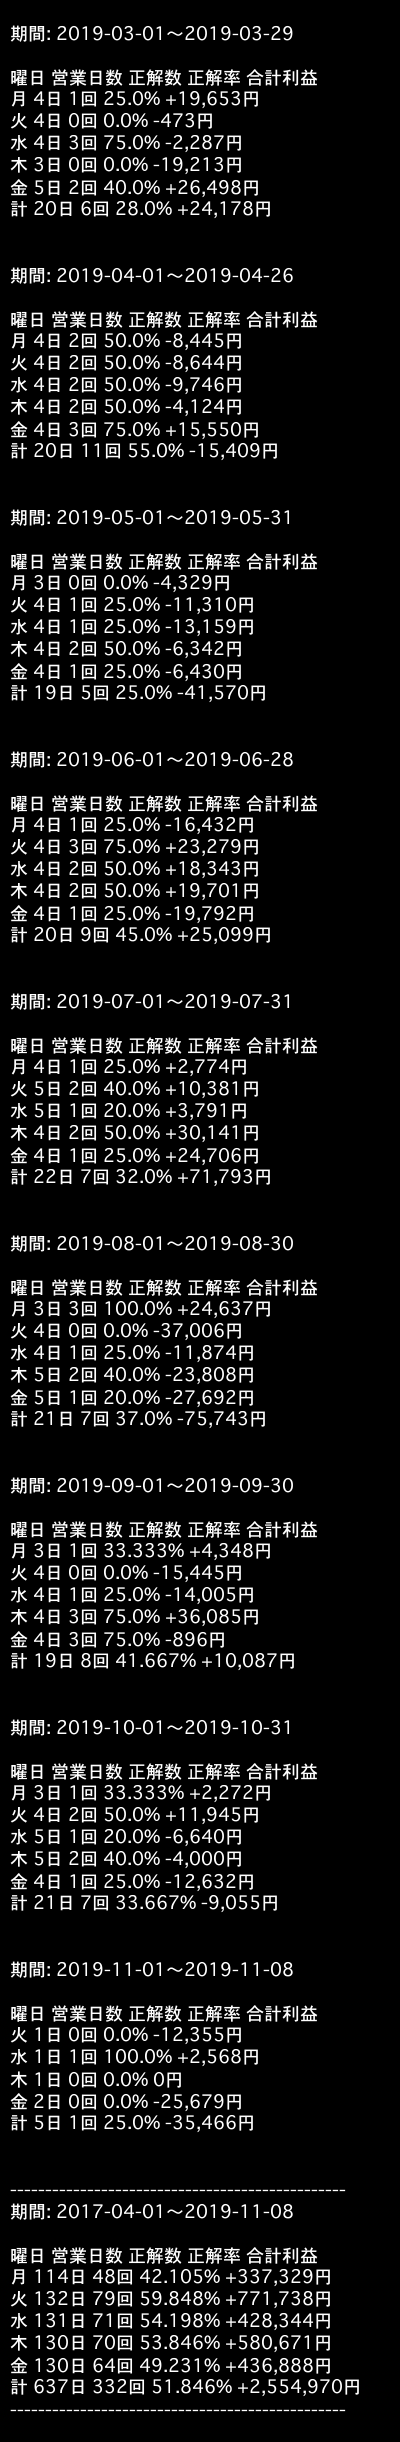 期間: 2019-03-01〜2019-03-29
曜日 営業日数 正解数 正解率 合計利益
月 4日 1回 25.0% +19,653円
火 4日 0回 0.0% -473円
水 4日 3回 75.0% -2,287円
木 3日 0回 0.0% -19,213円
金 5日 2回 40.0% +26,498円
計 20日 6回 28.0% +24,178円
期間: 2019-04-01〜2019-04-26
曜日 営業日数 正解数 正解率 合計利益
月 4日 2回 50.0% -8,445円
火 4日 2回 50.0% -8,644円
水 4日 2回 50.0% -9,746円
木 4日 2回 50.0% -4,124円
金 4日 3回 75.0% +15,550円
計 20日 11回 55.0% -15,409円
期間: 2019-05-01〜2019-05-31
曜日 営業日数 正解数 正解率 合計利益
月 3日 0回 0.0% -4,329円
火 4日 1回 25.0% -11,310円
水 4日 1回 25.0% -13,159円
木 4日 2回 50.0% -6,342円
金 4日 1回 25.0% -6,430円
計 19日 5回 25.0% -41,570円
期間: 2019-06-01〜2019-06-28
曜日 営業日数 正解数 正解率 合計利益
月 4日 1回 25.0% -16,432円
火 4日 3回 75.0% +23,279円
水 4日 2回 50.0% +18,343円
木 4日 2回 50.0% +19,701円
金 4日 1回 25.0% -19,792円
計 20日 9回 45.0% +25,099円
期間: 2019-07-01〜2019-07-31
曜日 営業日数 正解数 正解率 合計利益
月 4日 1回 25.0% +2,774円
火 5日 2回 40.0% +10,381円
水 5日 1回 20.0% +3,791円
木 4日 2回 50.0% +30,141円
金 4日 1回 25.0% +24,706円
計 22日 7回 32.0% +71,793円
期間: 2019-08-01〜2019-08-30
曜日 営業日数 正解数 正解率 合計利益
月 3日 3回 100.0% +24,637円
火 4日 0回 0.0% -37,006円
水 4日 1回 25.0% -11,874円
木 5日 2回 40.0% -23,808円
金 5日 1回 20.0% -27,692円
計 21日 7回 37.0% -75,743円
期間: 2019-09-01〜2019-09-30
曜日 営業日数 正解数 正解率 合計利益
月 3日 1回 33.333% +4,348円
火 4日 0回 0.0% -15,445円
水 4日 1回 25.0% -14,005円
木 4日 3回 75.0% +36,085円
金 4日 3回 75.0% -896円
計 19日 8回 41.667% +10,087円
期間: 2019-10-01〜2019-10-31
曜日 営業日数 正解数 正解率 合計利益
月 3日 1回 33.333% +2,272円
火 4日 2回 50.0% +11,945円
水 5日 1回 20.0% -6,640円
木 5日 2回 40.0% -4,000円
金 4日 1回 25.0% -12,632円
計 21日 7回 33.667% -9,055円
期間: 2019-11-01〜2019-11-08
曜日 営業日数 正解数 正解率 合計利益
火 1日 0回 0.0% -12,355円
水 1日 1回 100.0% +2,568円
木 1日 0回 0.0% 0円
金 2日 0回 0.0% -25,679円
計 5日 1回 25.0% -35,466円
------------------------------------------------
期間: 2017-04-01〜2019-11-08
曜日 営業日数 正解数 正解率 合計利益
月 114日 48回 42.105% +337,329円
火 132日 79回 59.848% +771,738円
水 131日 71回 54.198% +428,344円
木 130日 70回 53.846% +580,671円
金 130日 64回 49.231% +436,888円
計 637日 332回 51.846% +2,554,970円
------------------------------------------------